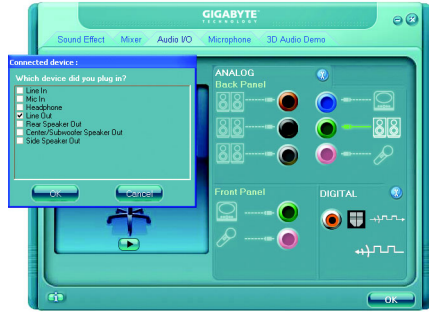 GIGABYTE
TECHNOLOGY
Sound Effect Mixer Audio I/O Microphone 3D Audio Demo
Connected device :
Which device did you plug in?
Line In
Mic In
Headphone
Line Out
Rear Speaker Out
Center/Subwoofer Speaker Out
Side Speaker Out
OK Cancel
ANALOG
Back Panel
Front Panel
DIGITAL
OK